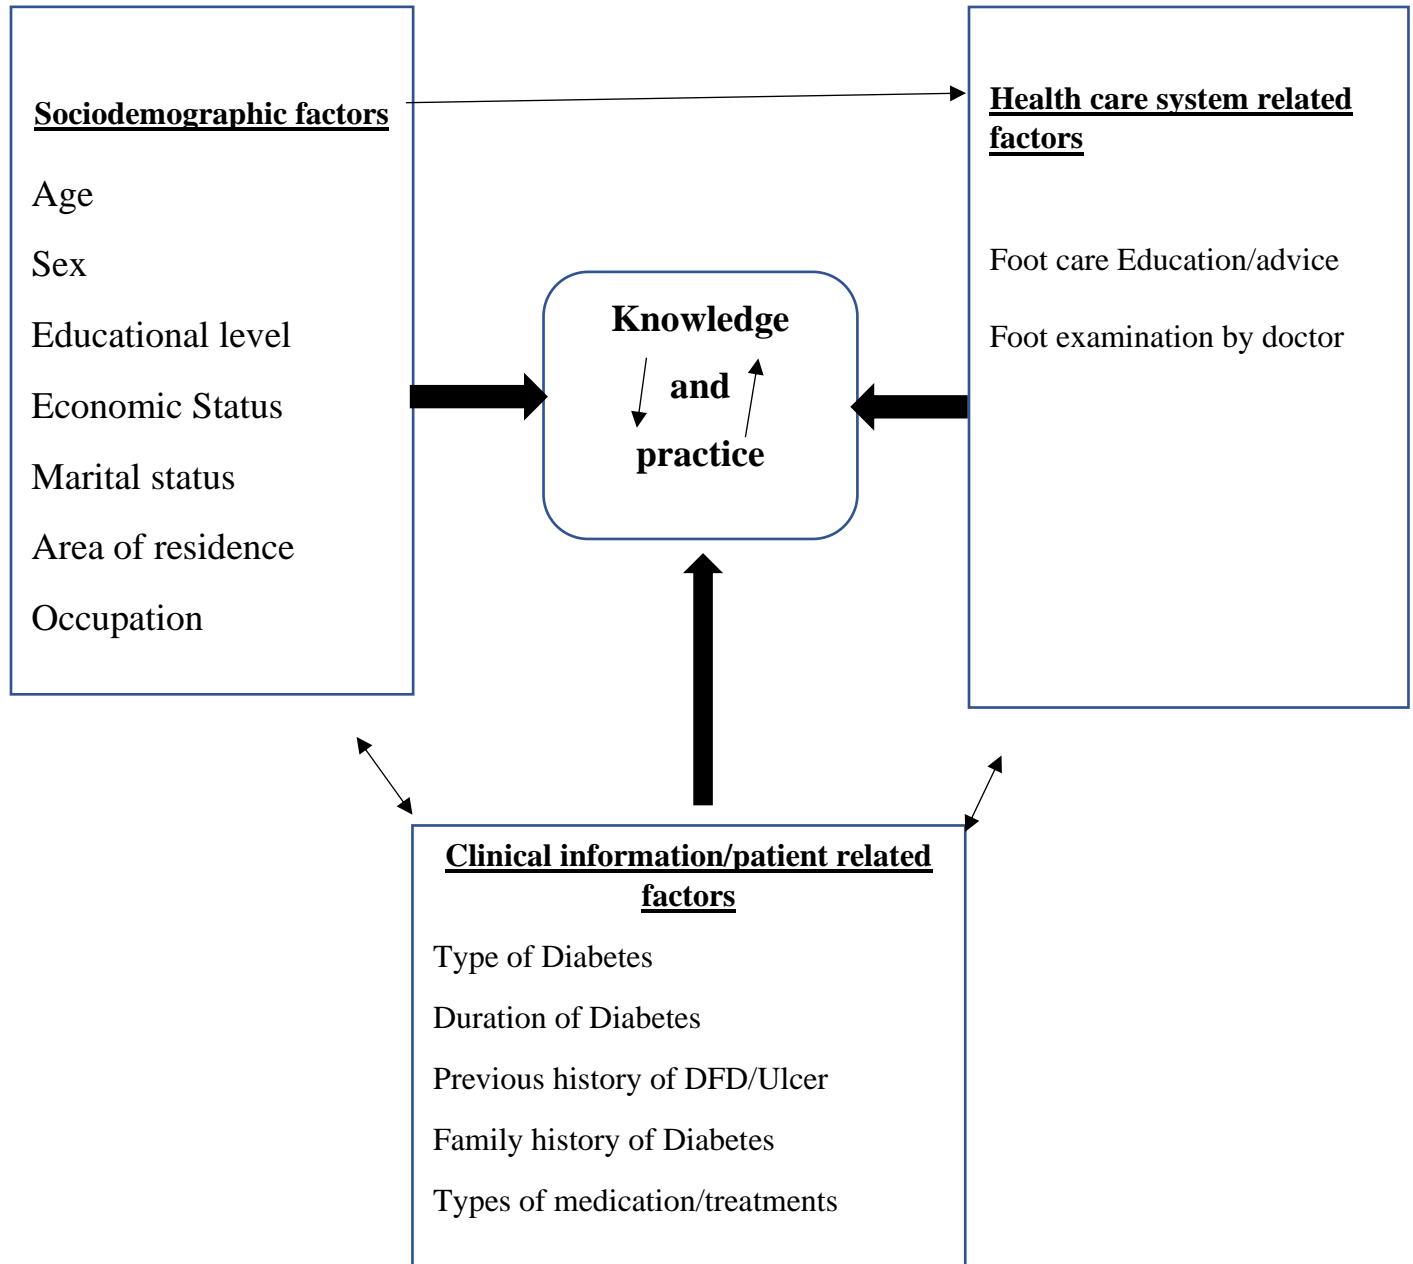 Sociodemographic factors
Age
Sex
Educational level
Economic Status
Marital status
Area of residence
Occupation
Knowledge
and
practice
Health care system related
factors
Foot care Education/advice
Foot examination by doctor
Clinical information/patient related
factors
Type of Diabetes
Duration of Diabetes
Previous history of DFD/Ulcer
Family history of Diabetes
Types of medication/treatments